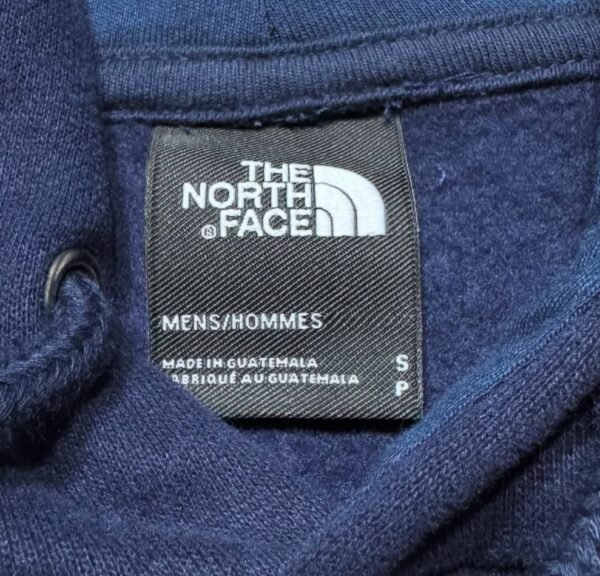 THE
NORTH
FACE
MENS/HOMMES
MADE IN GUATEMALA S
FABRIQUÉ AU GUATEMALA P